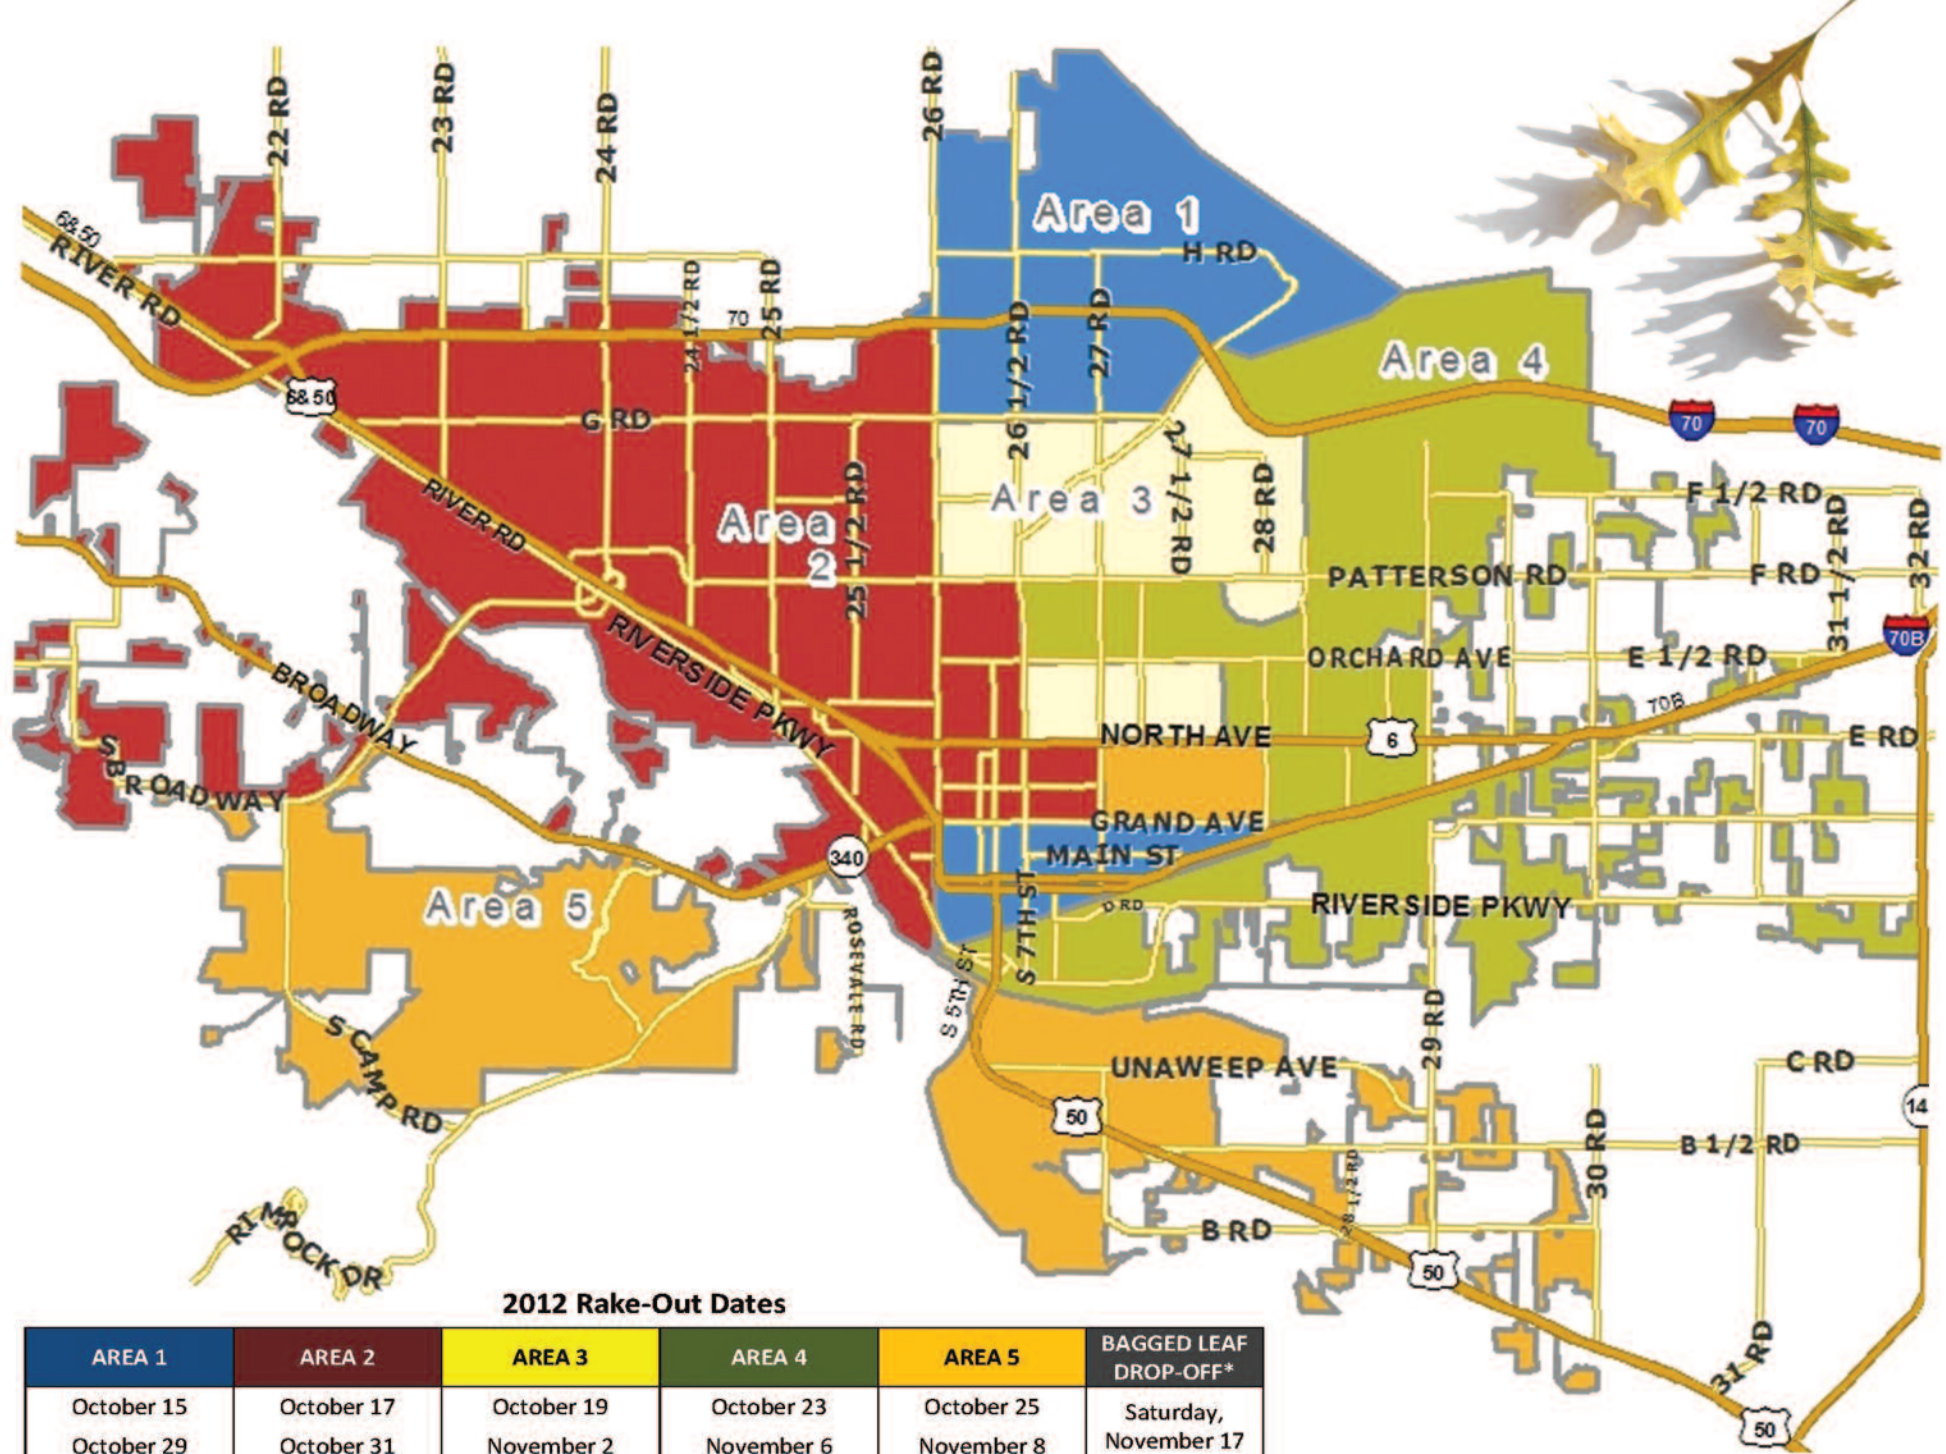 22 RD
23 RD
24 RD
26 RD
Area 1
H RD
6&50
RIVER RD
24 1/2 RD
70
25 RD
26 1/2 RD
27 RD
Area 4
6&50
G RD
70
70
RIVER RD
Area
2
25 1/2 RD
Area 3
27 1/2 RD
28 RD
F 1/2 RD
31 1/2 RD
32 RD
PATTERSON RD
F RD
RIVERSIDE PKWY
ORCHARD AVE
E 1/2 RD
70B
BROADWAY
70B
NORTH AVE
6
E RD
S BROADWAY
GRAND AVE
340
MAIN ST
Area 5
S 7TH ST
D RD
RIVERSIDE PKWY
ROSEVALE RD
S 5TH ST
S CAMP RD
29 RD
UNAWEEP AVE
C RD
50
14
28 1/2 RD
30 RD
B 1/2 RD
B RD
RIMROCK DR
50
31 RD
50
2012 Rake-Out Dates
AREA 1 AREA 2 AREA 3 AREA 4 AREA 5 BAGGED LEAF
DROP-OFF*
October 15 October 17 October 19 October 23 October 25 Saturday,
October 29 October 31 November 2 November 6 November 8 November 17